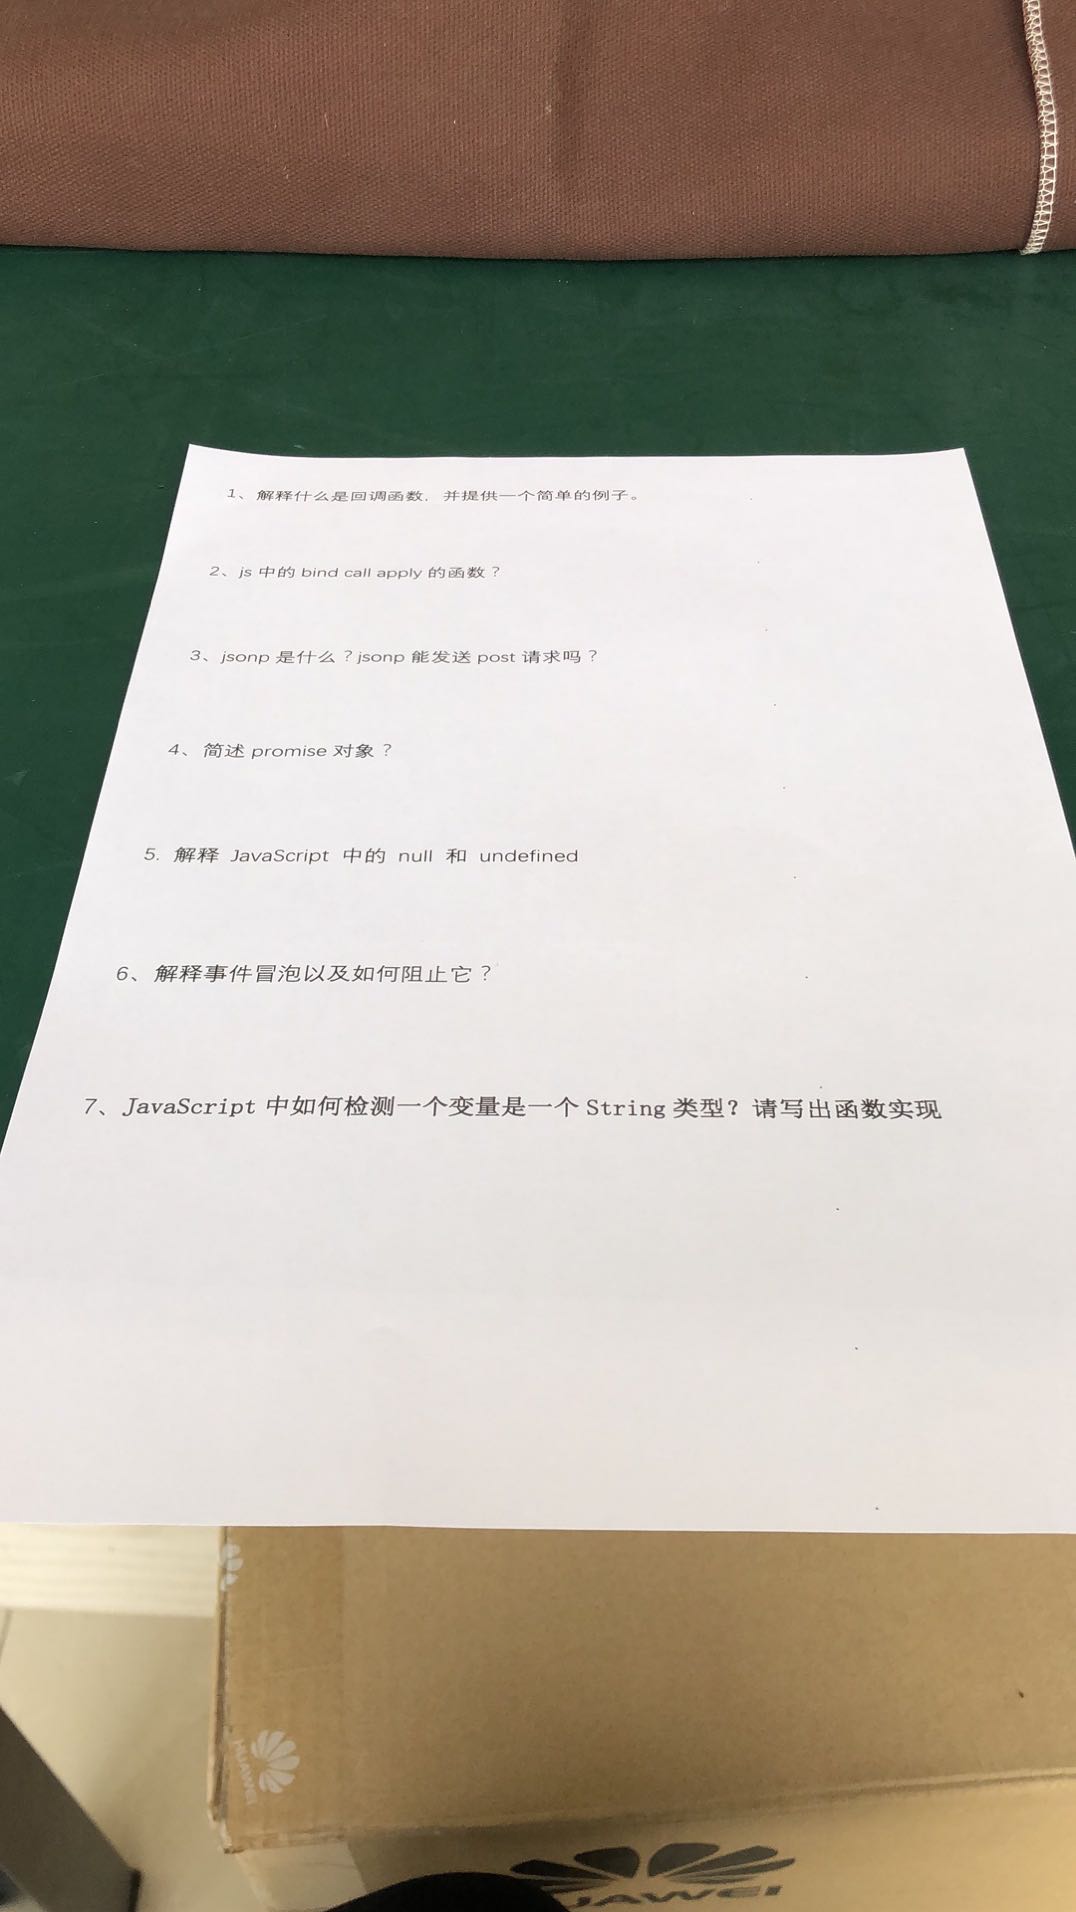 1、解释什么是回调函数，并提供一个简单的例子。
2、js 中的 bind call apply 的函数？
3、jsonp 是什么？jsonp 能发送 post 请求吗？
4、简述 promise 对象？
5. 解释 JavaScript 中的 null 和 undefined
6、解释事件冒泡以及如何阻止它？
7、JavaScript 中如何检测一个变量是一个 String 类型？请写出函数实现
HUAWEI
HUAWEI